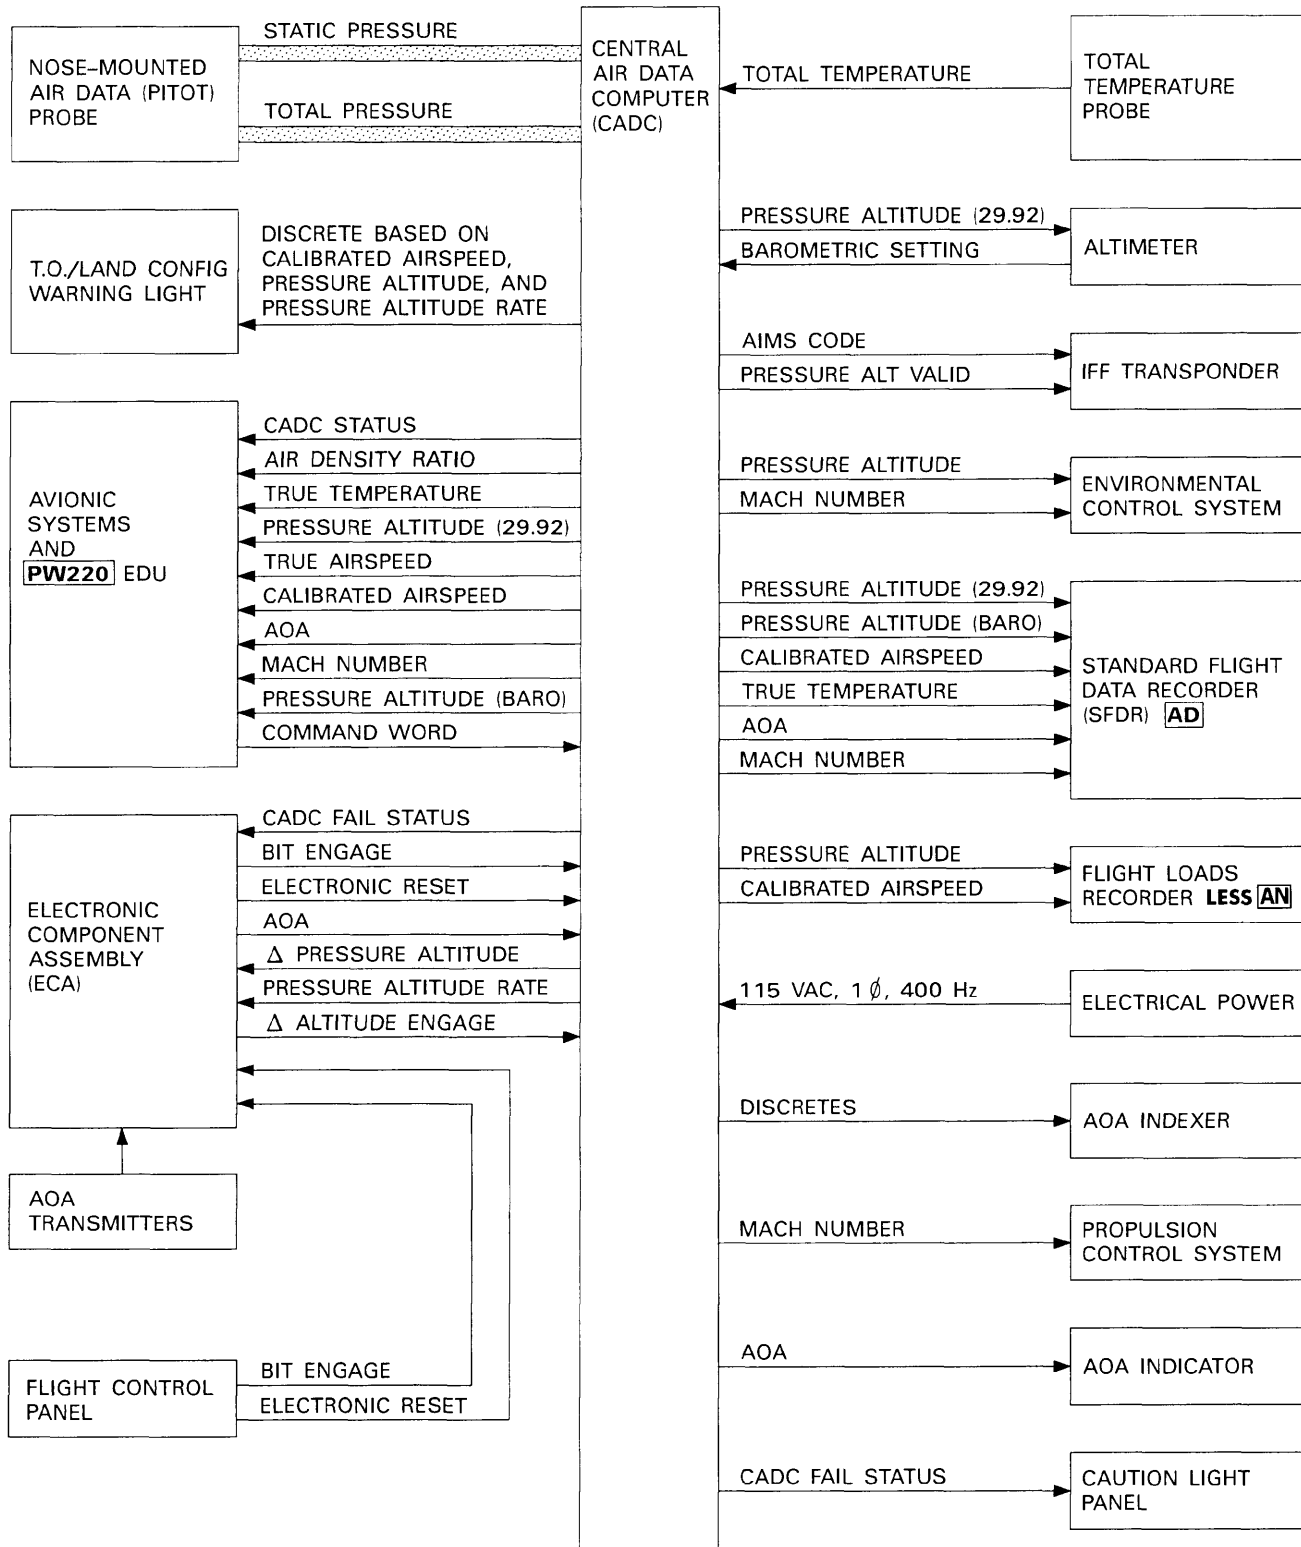 STATIC PRESSURE
NOSE-MOUNTED
AIR DATA (PITOT)
PROBE
TOTAL PRESSURE
CENTRAL
AIR DATA
COMPUTER
(CADC)
TOTAL TEMPERATURE
TOTAL
TEMPERATURE
PROBE
T.O./LAND CONFIG
WARNING LIGHT
DISCRETE BASED ON
CALIBRATED AIRSPEED,
PRESSURE ALTITUDE, AND
PRESSURE ALTITUDE RATE
PRESSURE ALTITUDE (29.92)
BAROMETRIC SETTING
ALTIMETER
AIMS CODE
PRESSURE ALT VALID
IFF TRANSPONDER
AVIONIC
SYSTEMS
AND
PW220 EDU
CADC STATUS
AIR DENSITY RATIO
TRUE TEMPERATURE
PRESSURE ALTITUDE (29.92)
TRUE AIRSPEED
CALIBRATED AIRSPEED
AOA
MACH NUMBER
PRESSURE ALTITUDE (BARO)
COMMAND WORD
PRESSURE ALTITUDE
MACH NUMBER
ENVIRONMENTAL
CONTROL SYSTEM
PRESSURE ALTITUDE (29.92)
PRESSURE ALTITUDE (BARO)
CALIBRATED AIRSPEED
TRUE TEMPERATURE
AOA
MACH NUMBER
STANDARD FLIGHT
DATA RECORDER
(SFDR) AD
ELECTRONIC
COMPONENT
ASSEMBLY
(ECA)
CADC FAIL STATUS
BIT ENGAGE
ELECTRONIC RESET
AOA
Δ PRESSURE ALTITUDE
PRESSURE ALTITUDE RATE
Δ ALTITUDE ENGAGE
PRESSURE ALTITUDE
CALIBRATED AIRSPEED
FLIGHT LOADS
RECORDER LESS AN
115 VAC, 1 ϕ, 400 Hz
ELECTRICAL POWER
DISCRETES
AOA INDEXER
AOA
TRANSMITTERS
MACH NUMBER
PROPULSION
CONTROL SYSTEM
FLIGHT CONTROL
PANEL
BIT ENGAGE
ELECTRONIC RESET
AOA
AOA INDICATOR
CADC FAIL STATUS
CAUTION LIGHT
PANEL